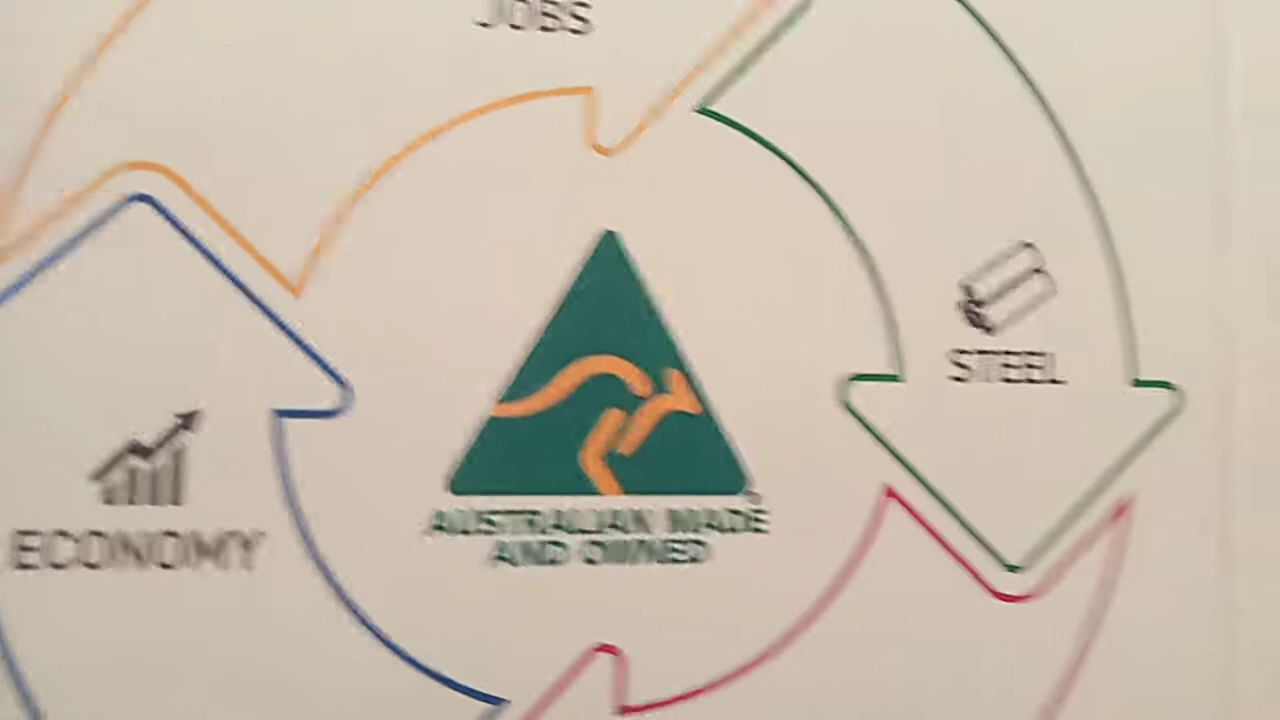 JOBS
STEEL
AUSTRALIAN MADE
AND OWNED
ECONOMY